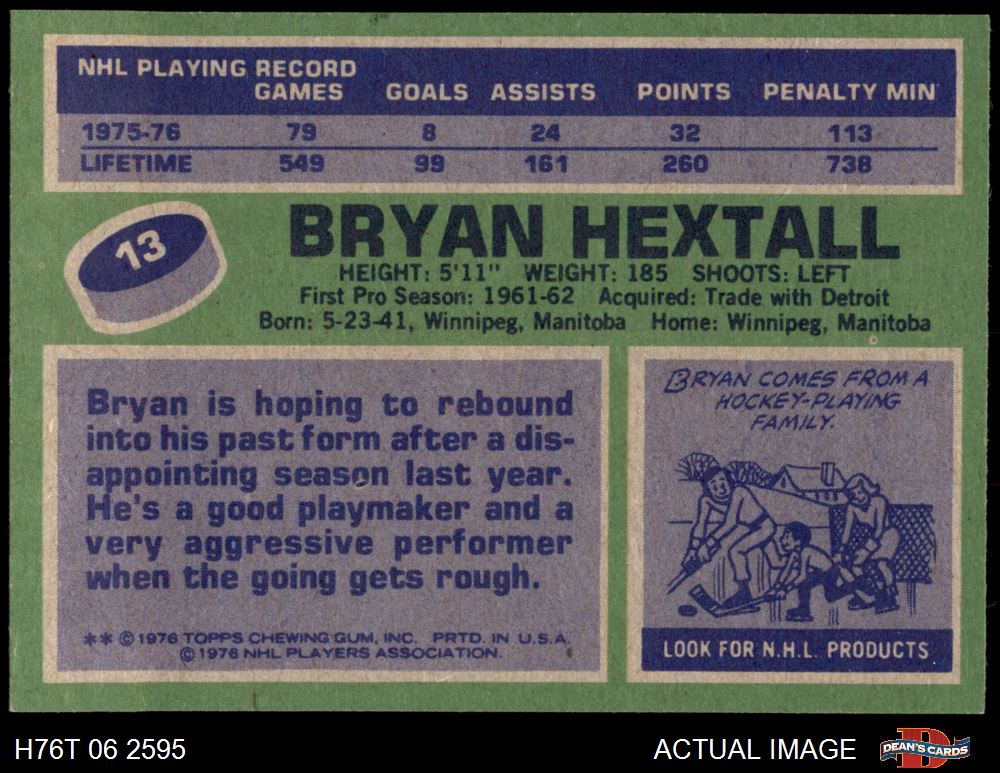 NHL PLAYING RECORD
GAMES GOALS ASSISTS POINTS PENALTY MIN
1975-76 79 8 24 32 113
LIFETIME 549 99 161 260 738
13
BRYAN HEXTALL
HEIGHT: 5'11" WEIGHT: 185 SHOOTS: LEFT
First Pro Season: 1961-62 Acquired: Trade with Detroit
Born: 5-23-41, Winnipeg, Manitoba Home: Winnipeg, Manitoba
Bryan is hoping to rebound
into his past form after a dis-
appointing season last year.
He's a good playmaker and a
very aggressive performer
when the going gets rough.
** © 1976 TOPPS CHEWING GUM, INC. PRTD. IN U.S.A.
© 1976 NHL PLAYERS ASSOCIATION.
BRYAN COMES FROM A
HOCKEY-PLAYING
FAMILY.
LOOK FOR N.H.L. PRODUCTS
H76T 06 2595
ACTUAL IMAGE
D
DEAN'S CARDS